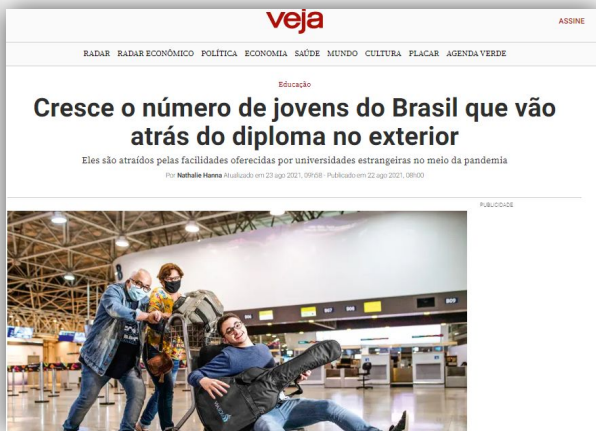 veja
ASSINE
RADAR RADAR ECONÔMICO POLÍTICA ECONOMIA SAÚDE MUNDO CULTURA PLACAR AGENDA VERDE
Educação
Cresce o número de jovens do Brasil que vão
atrás do diploma no exterior
Eles são atraídos pelas facilidades oferecidas por universidades estrangeiras no meio da pandemia
Por Nathalie Hanna Atualizado em 23 ago 2021, 09h58 - Publicado em 22 ago 2021, 08h00
PUBLICIDADE
B09